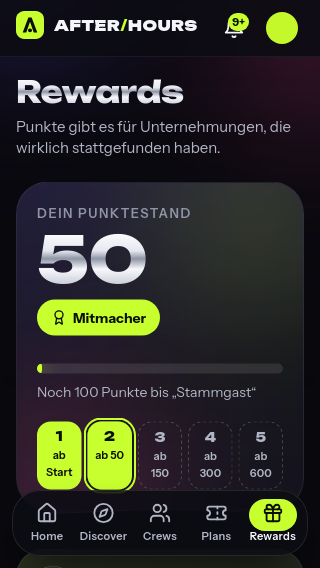 AFTER/HOURS
9+
Rewards
Punkte gibt es für Unternehmungen, die
wirklich stattgefunden haben.
DEIN PUNKTESTAND
50
Mitmacher
Noch 100 Punkte bis „Stammgast“
1
ab
Start
2
ab 50
3
ab
150
4
ab
300
5
ab
600
Home
Discover
Crews
Plans
Rewards